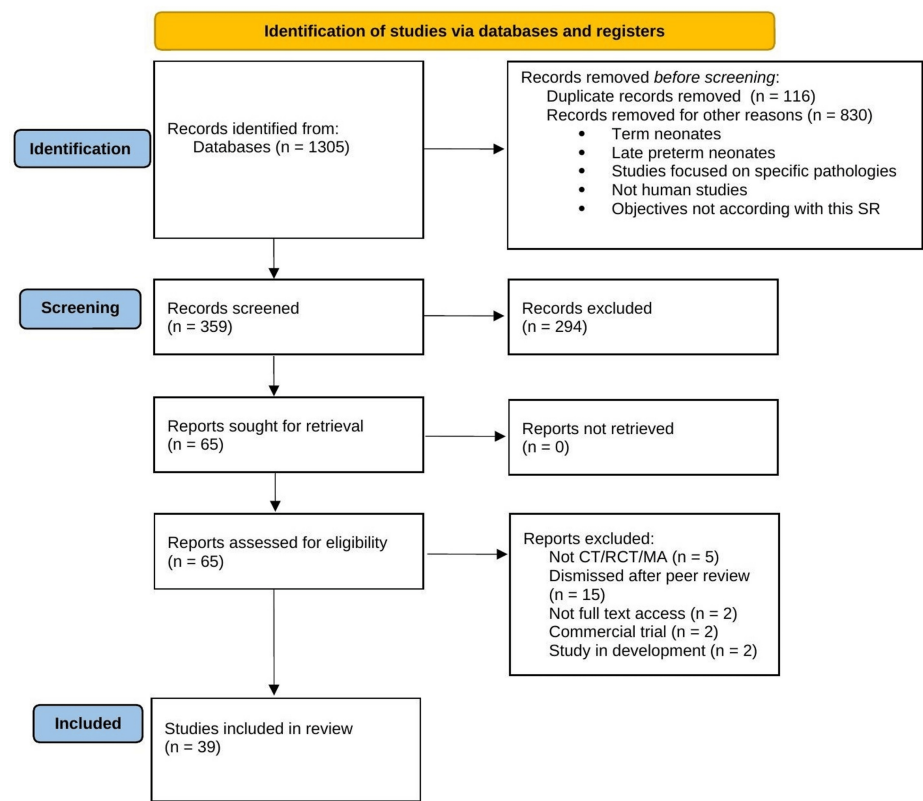 Identification of studies via databases and registers
Identification
Records identified from:
Databases (n = 1305)
Records removed before screening:
Duplicate records removed (n = 116)
Records removed for other reasons (n = 830)
• Term neonates
• Late preterm neonates
• Studies focused on specific pathologies
• Not human studies
• Objectives not according with this SR
Screening
Records screened
(n = 359)
Records excluded
(n = 294)
Reports sought for retrieval
(n = 65)
Reports not retrieved
(n = 0)
Reports assessed for eligibility
(n = 65)
Reports excluded:
Not CT/RCT/MA (n = 5)
Dismissed after peer review
(n = 15)
Not full text access (n = 2)
Commercial trial (n = 2)
Study in development (n = 2)
Included
Studies included in review
(n = 39)